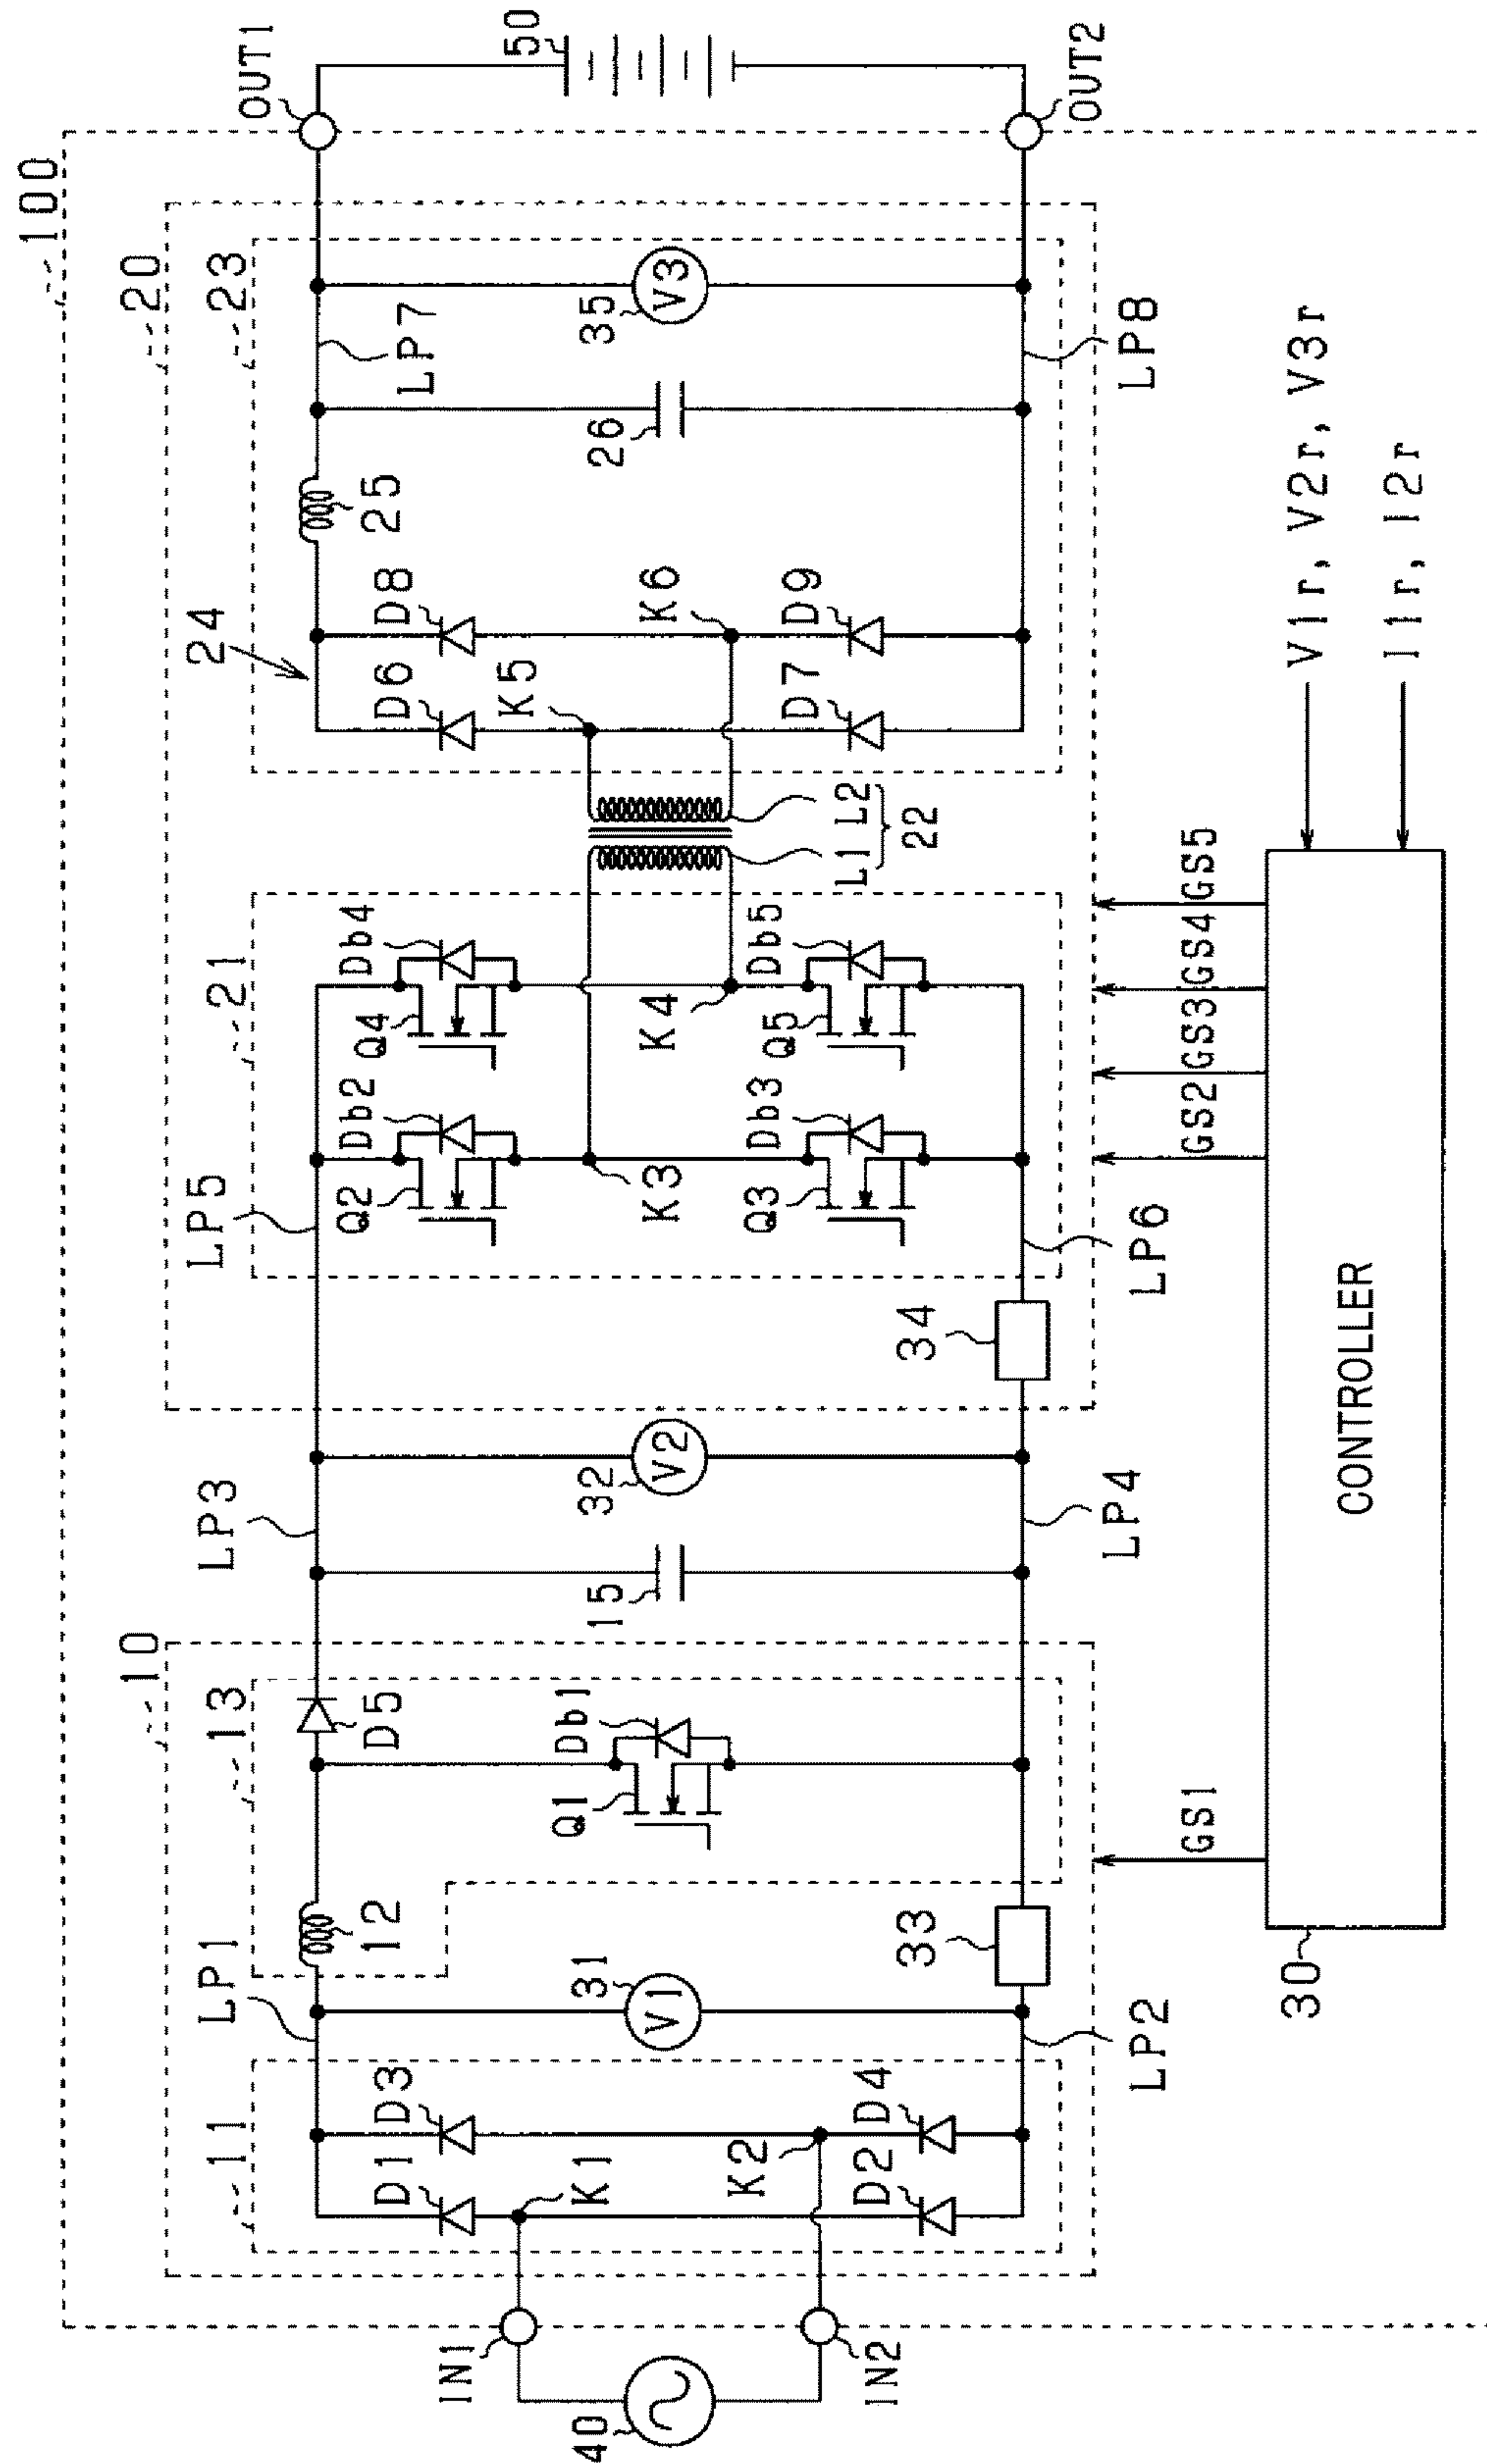 100
20
10
23
21
13
11
24
LP1
LP3
LP5
LP7
OUT1
50
12
D5
25
D1
D3
Q2
Db2
Q4
Db4
D6
D8
IN1
K1
K3
K5
K6
40
31
V1
Q1
Db1
15
32
V2
35
V3
26
K2
K4
IN2
D2
D4
Q3
Db3
Q5
Db5
D7
D9
L1 L2
22
33
34
LP2
LP4
LP6
LP8
OUT2
GS1
GS2
GS3
GS4
GS5
30
CONTROLLER
V1r, V2r, V3r
I1r, I2r